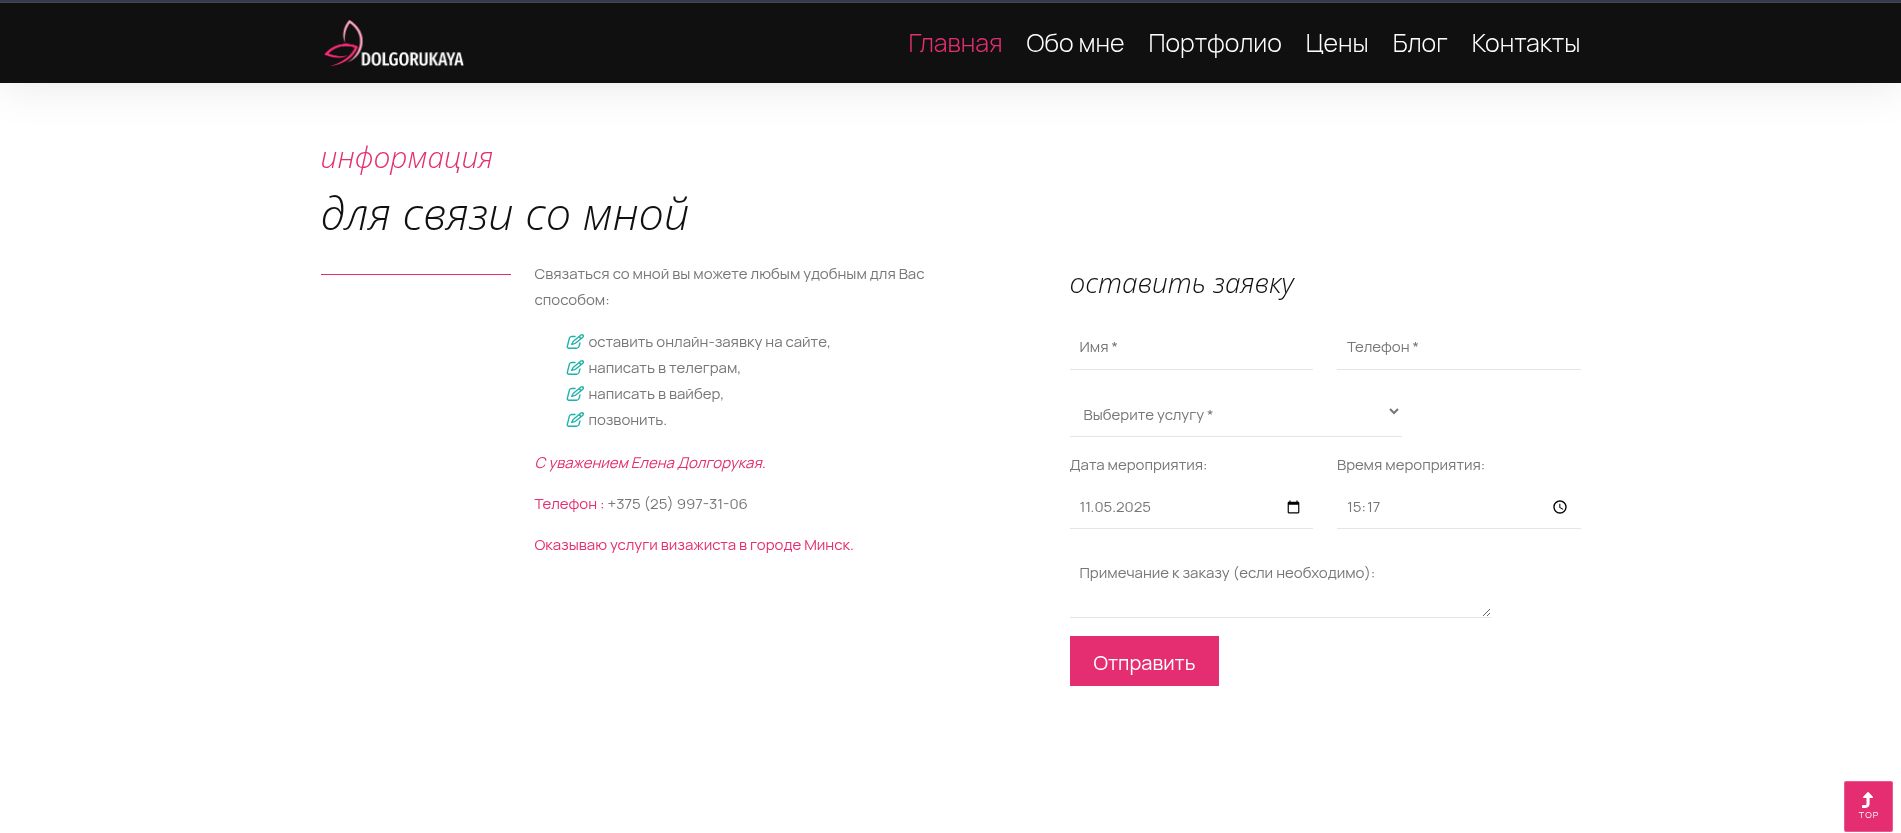 DOLGORUKAYA
Главная Обо мне Портфолио Цены Блог Контакты
информация
для связи со мной
Связаться со мной вы можете любым удобным для Вас
способом:
оставить онлайн-заявку на сайте,
написать в телеграм,
написать в вайбер,
позвонить.
С уважением Елена Долгорукая.
Телефон : +375 (25) 997-31-06
Оказываю услуги визажиста в городе Минск.
оставить заявку
Имя * Телефон *
Выберите услугу *
Дата мероприятия: Время мероприятия:
11.05.2025 15:17
Примечание к заказу (если необходимо):
Отправить
TOP